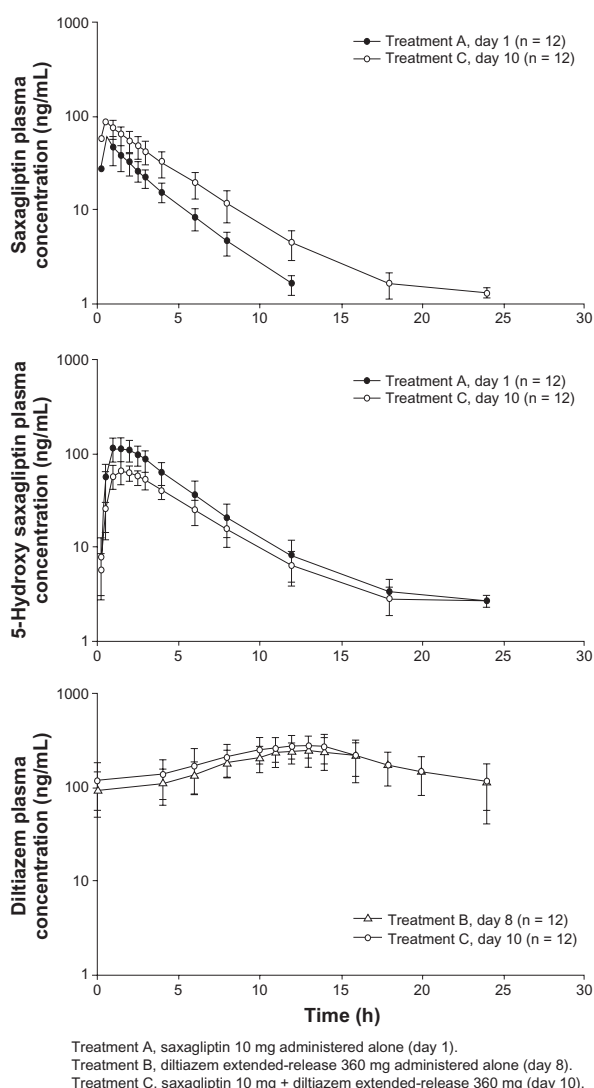 Saxagliptin plasma
concentration (ng/mL)
1000
100
10
1
Treatment A, day 1 (n = 12)
Treatment C, day 10 (n = 12)
0 5 10 15 20 25 30
5-Hydroxy saxagliptin plasma
concentration (ng/mL)
1000
100
10
1
Treatment A, day 1 (n = 12)
Treatment C, day 10 (n = 12)
0 5 10 15 20 25 30
Diltiazem plasma
concentration (ng/mL)
1000
100
10
1
Treatment B, day 8 (n = 12)
Treatment C, day 10 (n = 12)
0 5 10 15 20 25 30
Time (h)
Treatment A, saxagliptin 10 mg administered alone (day 1).
Treatment B, diltiazem extended-release 360 mg administered alone (day 8).
Treatment C, saxagliptin 10 mg + diltiazem extended-release 360 mg (day 10).